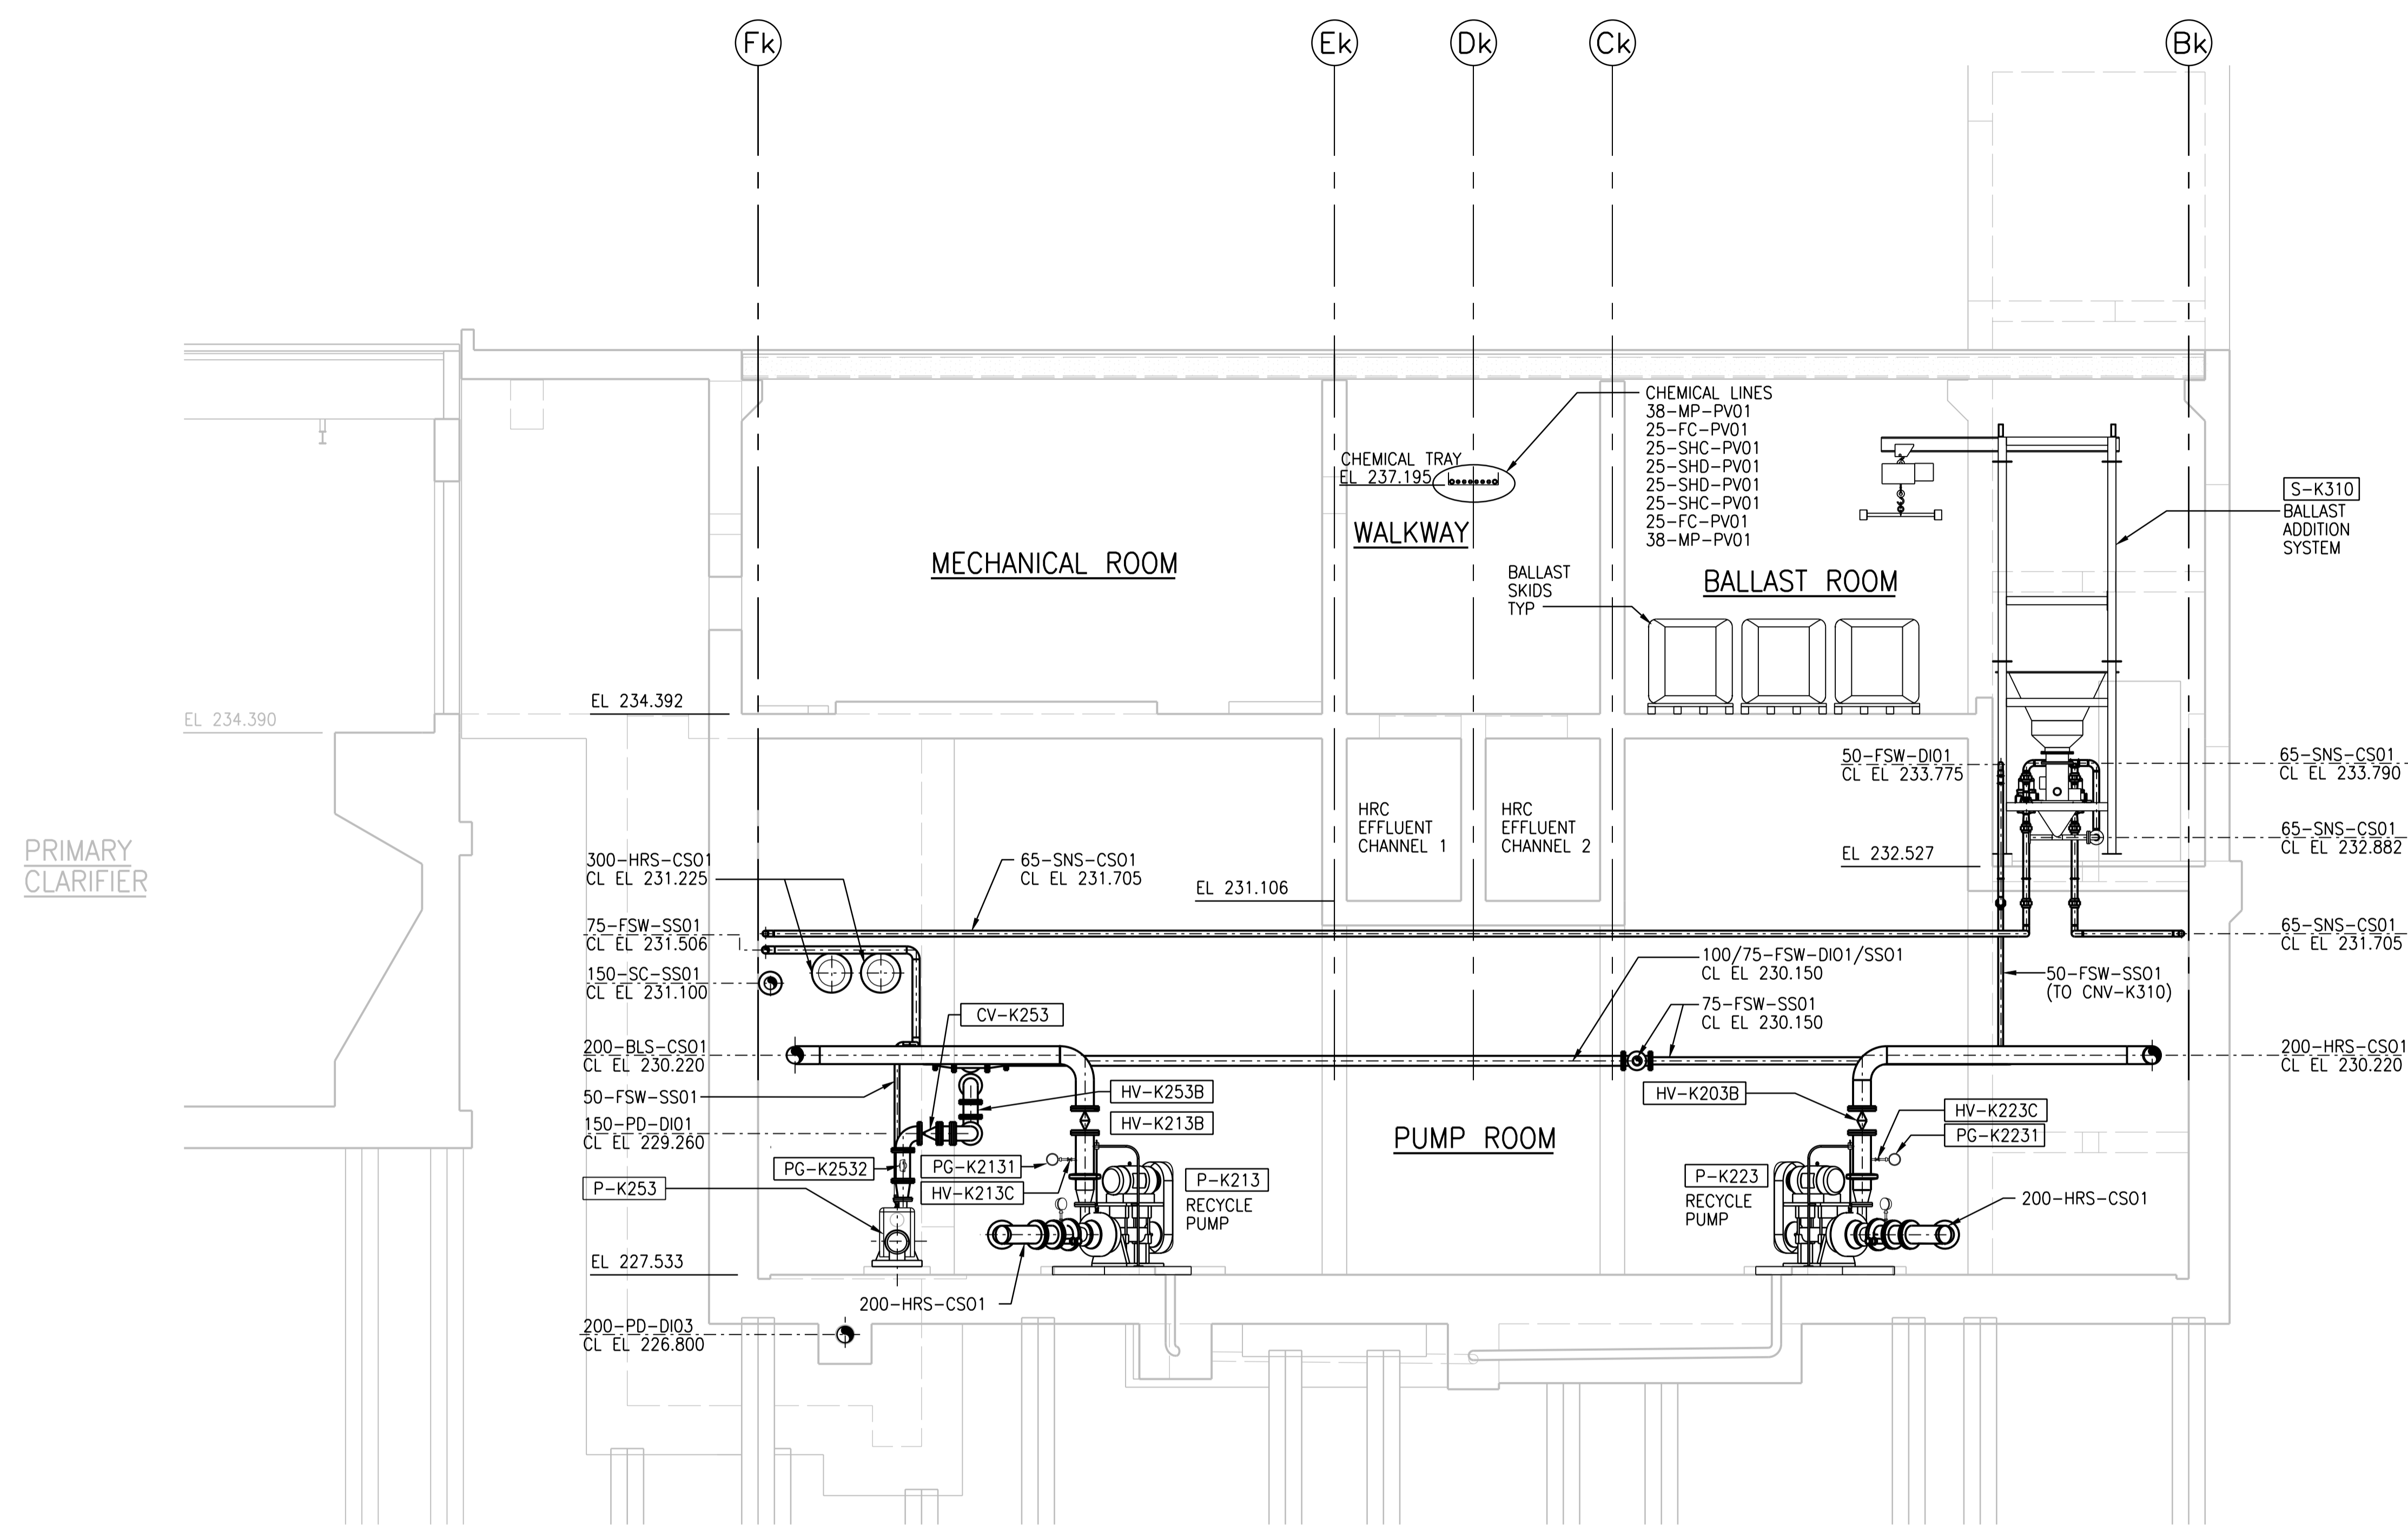 Fk
Ek
Dk
Ck
Bk
CHEMICAL LINES
38-MP-PV01
25-FC-PV01
25-SHC-PV01
25-SHD-PV01
25-SHD-PV01
25-SHC-PV01
25-FC-PV01
38-MP-PV01
CHEMICAL TRAY
EL 237.195
WALKWAY
MECHANICAL ROOM
BALLAST
SKIDS
TYP
BALLAST ROOM
S-K310
BALLAST
ADDITION
SYSTEM
EL 234.392
EL 234.390
PRIMARY
CLARIFIER
50-FSW-DI01
CL EL 233.775
65-SNS-CS01
CL EL 233.790
HRC
EFFLUENT
CHANNEL 1
HRC
EFFLUENT
CHANNEL 2
65-SNS-CS01
CL EL 232.882
EL 232.527
300-HRS-CS01
CL EL 231.225
65-SNS-CS01
CL EL 231.705
EL 231.106
75-FSW-SS01
CL EL 231.506
65-SNS-CS01
CL EL 231.705
150-SC-SS01
CL EL 231.100
100/75-FSW-DI01/SS01
CL EL 230.150
50-FSW-SS01
(TO CNV-K310)
CV-K253
75-FSW-SS01
CL EL 230.150
200-BLS-CS01
CL EL 230.220
200-HRS-CS01
CL EL 230.220
50-FSW-SS01
HV-K253B
HV-K203B
HV-K223C
150-PD-DI01
CL EL 229.260
HV-K213B
PUMP ROOM
PG-K2231
PG-K2532
PG-K2131
P-K253
HV-K213C
P-K213
RECYCLE
PUMP
P-K223
RECYCLE
PUMP
200-HRS-CS01
EL 227.533
200-HRS-CS01
200-PD-DI03
CL EL 226.800